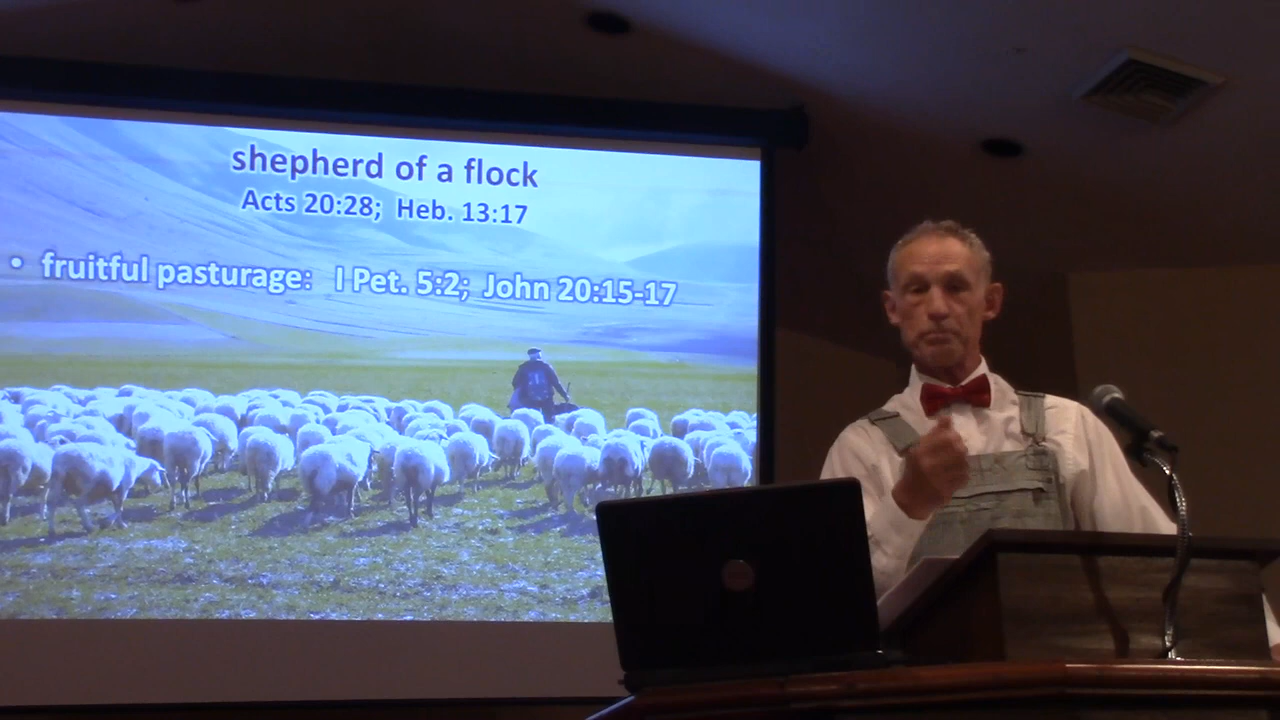 shepherd of a flock
Acts 20:28; Heb. 13:17
• fruitful pasturage: I Pet. 5:2; John 20:15-17